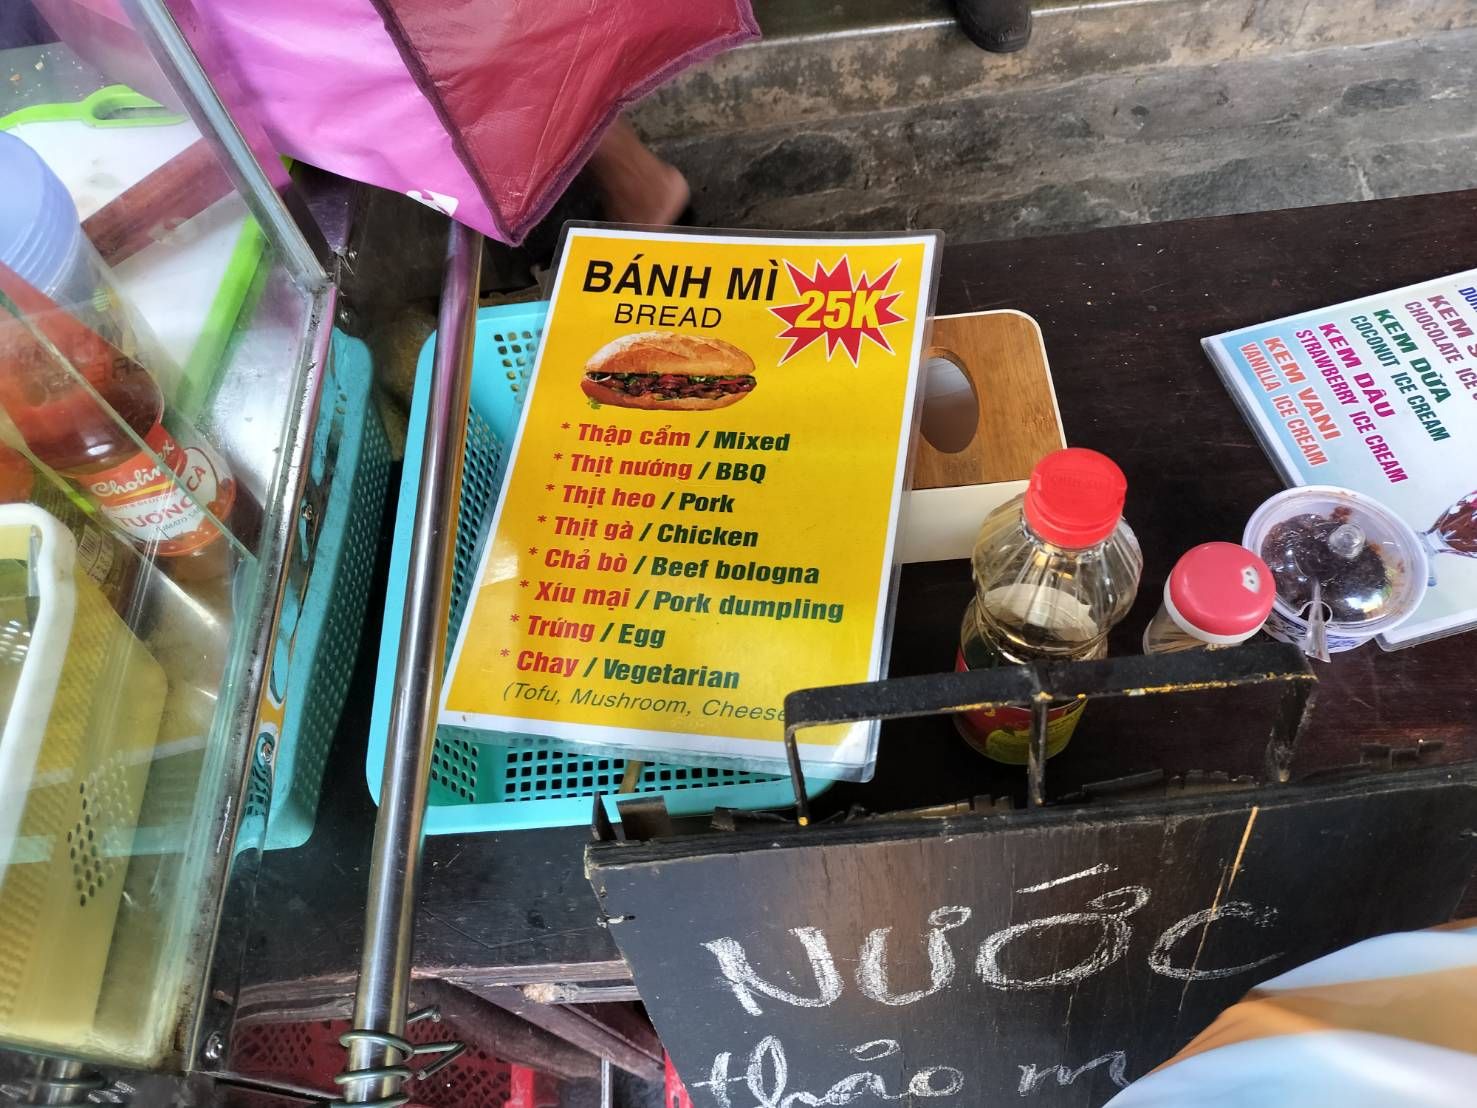 BÁNH MÌ
25K
BREAD
* Thập cẩm / Mixed
* Thịt nướng / BBQ
* Thịt heo / Pork
* Thịt gà / Chicken
* Chả bò / Beef bologna
* Xíu mại / Pork dumpling
* Trứng / Egg
* Chay / Vegetarian
(Tofu, Mushroom, Cheese
KEM DỪA
COCONUT ICE CREAM
KEM DÂU
STRAWBERRY ICE CREAM
KEM VANI
VANILLA ICE CREAM
KEM
CHOCOLATE ICE
Cholimex
NƯỚC
thảo m